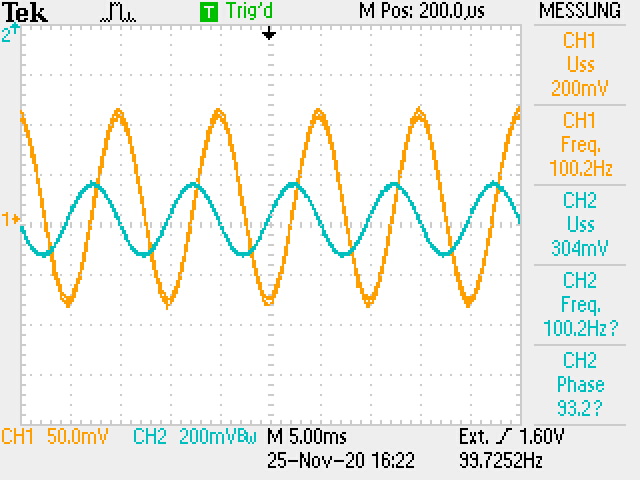 Tek T Trig'd M Pos: 200.0µs MESSUNG
2
CH1
Uss
200mV
CH1
Freq.
100.2Hz
1
CH2
Uss
304mV
CH2
Freq.
100.2Hz?
CH2
Phase
93.2?
CH1 50.0mV CH2 200mVBW M 5.00ms Ext. 1.60V
25-Nov-20 16:22 99.7252Hz